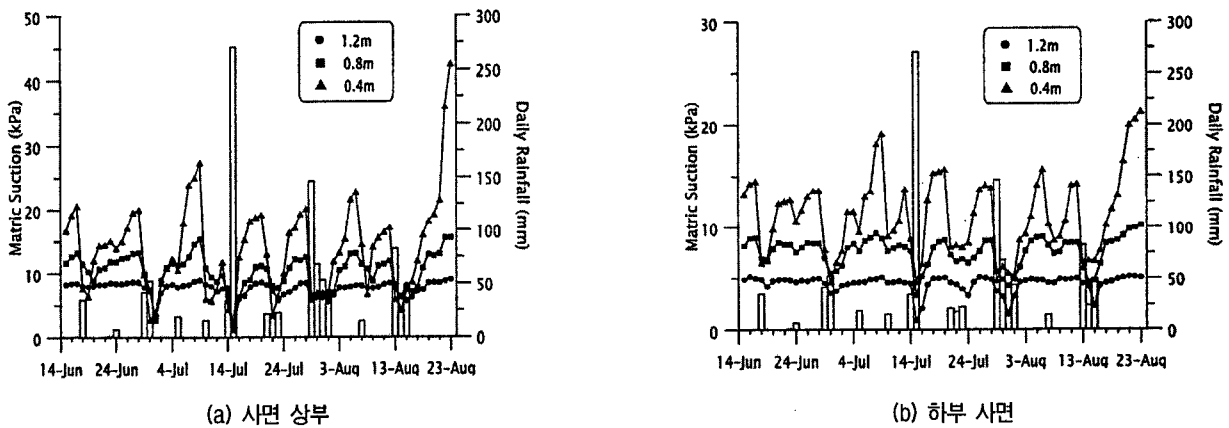 50
40
30
20
10
0
Matric Suction (kPa)
1.2m
0.8m
0.4m
300
250
200
150
100
50
0
Daily Rainfall (mm)
14-Jun 24-Jun 4-Jul 14-Jul 24-Jul 3-Aug 13-Aug 23-Aug
(a) 사면 상부
30
20
10
0
Matric Suction (kPa)
1.2m
0.8m
0.4m
300
250
200
150
100
50
0
Daily Rainfall (mm)
14-Jun 24-Jun 4-Jul 14-Jul 24-Jul 3-Aug 13-Aug 23-Aug
(b) 하부 사면